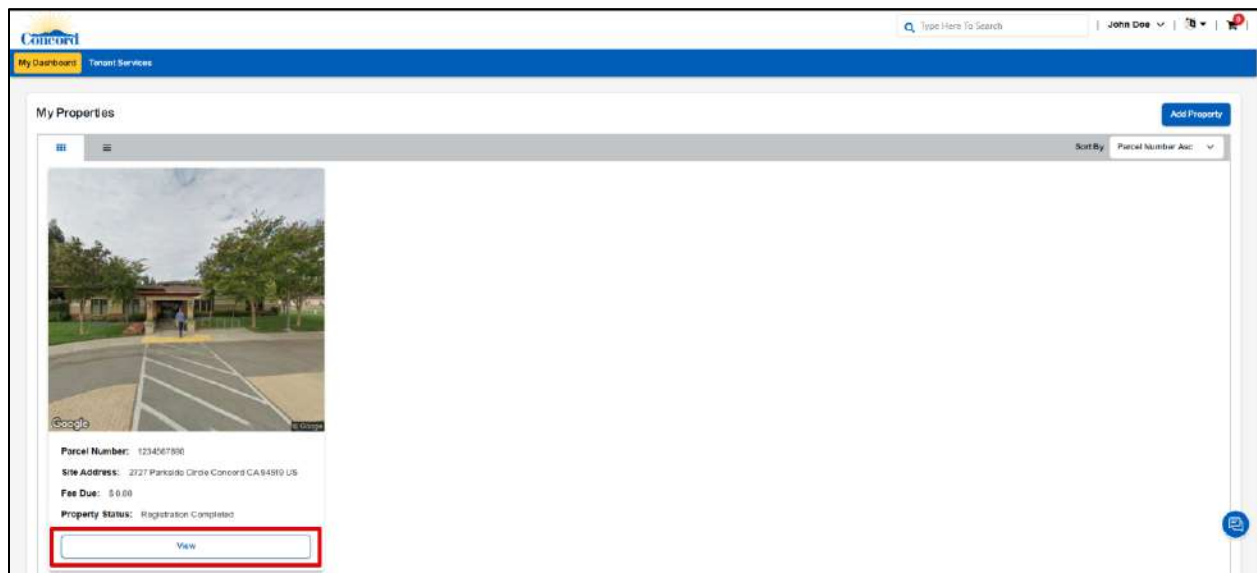 Concord
Type Here To Search
John Doe
0
My Dashboard
Tenant Services
My Properties
Add Property
Sort By
Parcel Number Asc
Google
© Google
Parcel Number: 1234567890
Site Address: 2727 Parkside Circle Concord CA 94519 US
Fee Due: $ 0.00
Property Status: Registration Completed
View